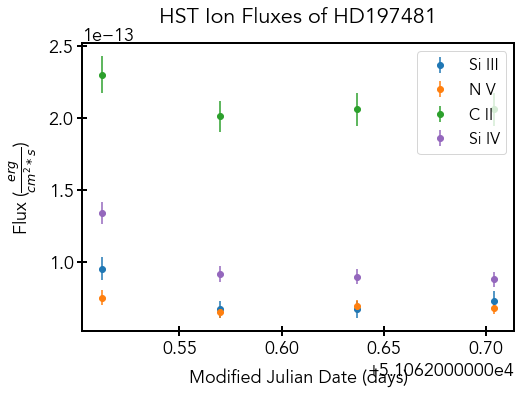 HST Ion Fluxes of HD197481
1e−13
2.5
2.0
1.5
1.0
Flux (erg/cm²*s)
Si III
N V
C II
Si IV
0.55 0.60 0.65 0.70
+5.1062000000e4
Modified Julian Date (days)